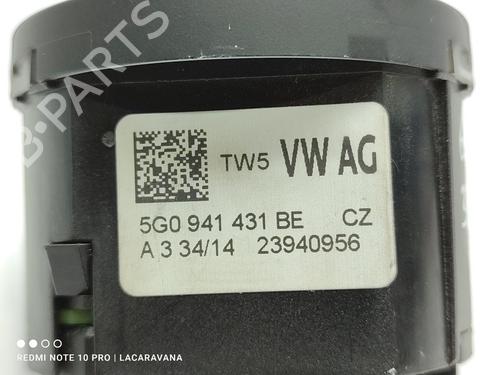 B-PARTS
TW5 VW AG
5G0 941 431 BE CZ
A 3 34/14 23940956
REDMI NOTE 10 PRO | LACARAVANA